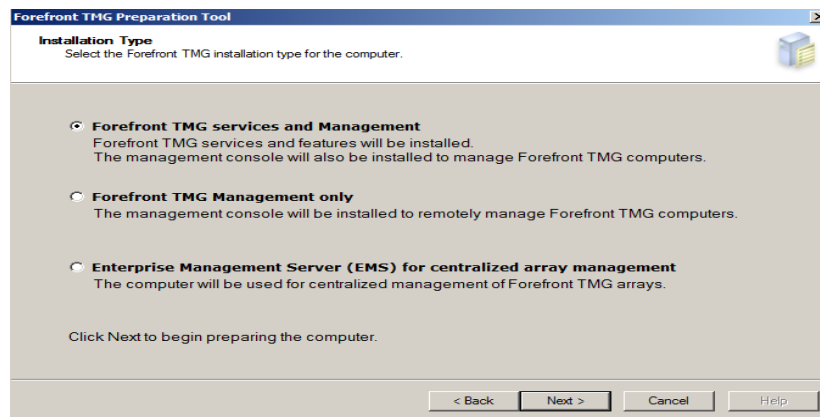 Forefront TMG Preparation Tool
Installation Type
Select the Forefront TMG installation type for the computer.
Forefront TMG services and Management
Forefront TMG services and features will be installed.
The management console will also be installed to manage Forefront TMG computers.
Forefront TMG Management only
The management console will be installed to remotely manage Forefront TMG computers.
Enterprise Management Server (EMS) for centralized array management
The computer will be used for centralized management of Forefront TMG arrays.
Click Next to begin preparing the computer.
< Back Next > Cancel Help